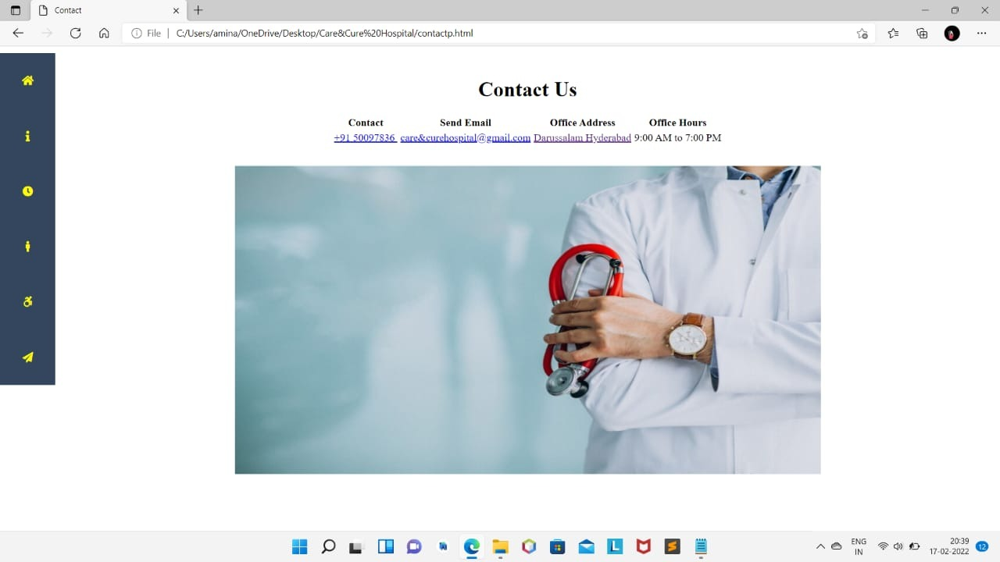 Contact
File | C:/Users/amina/OneDrive/Desktop/Care&Cure%20Hospital/contactp.html
Contact Us
Contact Send Email Office Address Office Hours
+91 50097836 care&curehospital@gmail.com Darussalam Hyderabad 9:00 AM to 7:00 PM
ENG 20:39
IN 17-02-2022 12